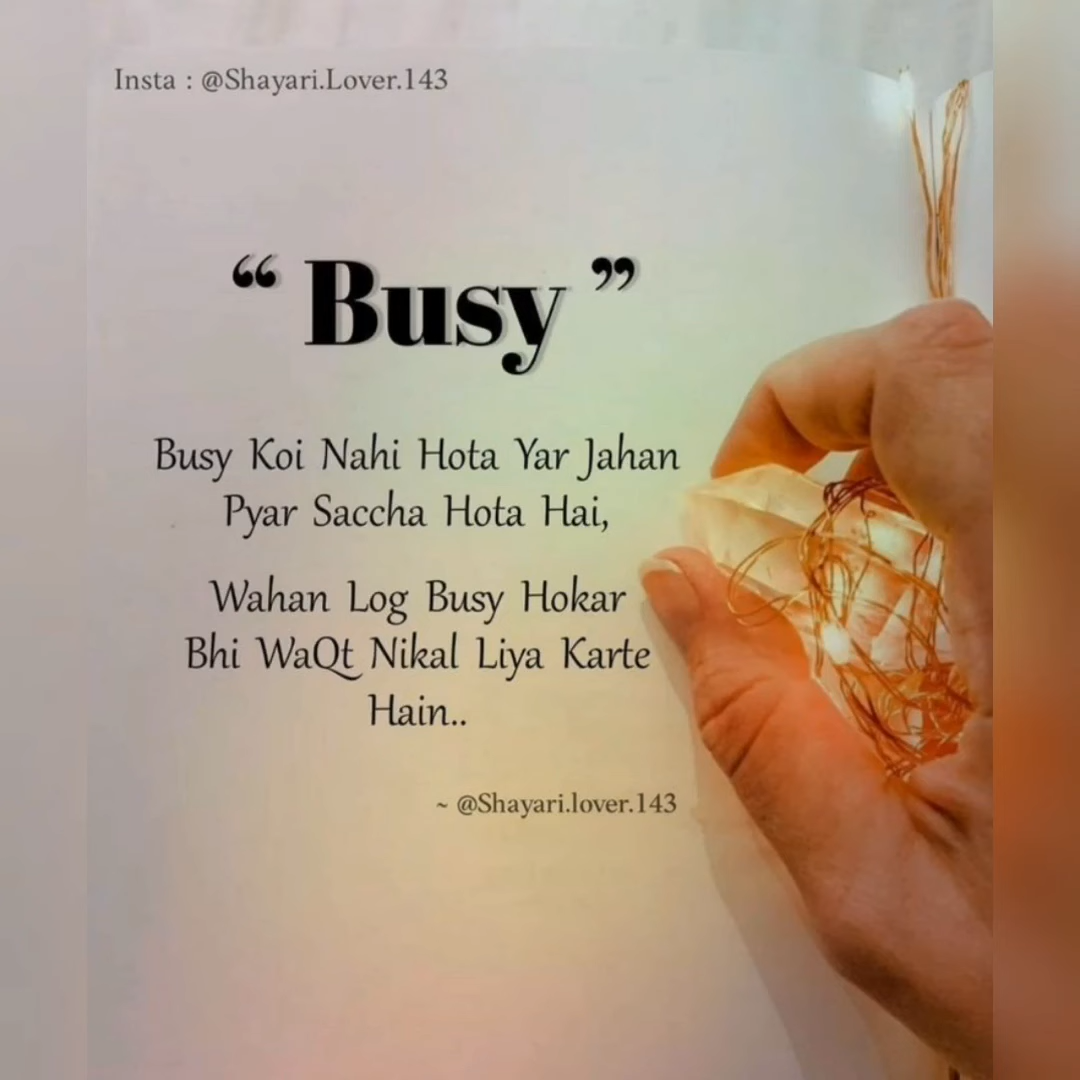 Insta : @Shayari.Lover.143
“ Busy ”
Busy Koi Nahi Hota Yar Jahan
Pyar Saccha Hota Hai,
Wahan Log Busy Hokar
Bhi WaQt Nikal Liya Karte
Hain..
~ @Shayari.lover.143